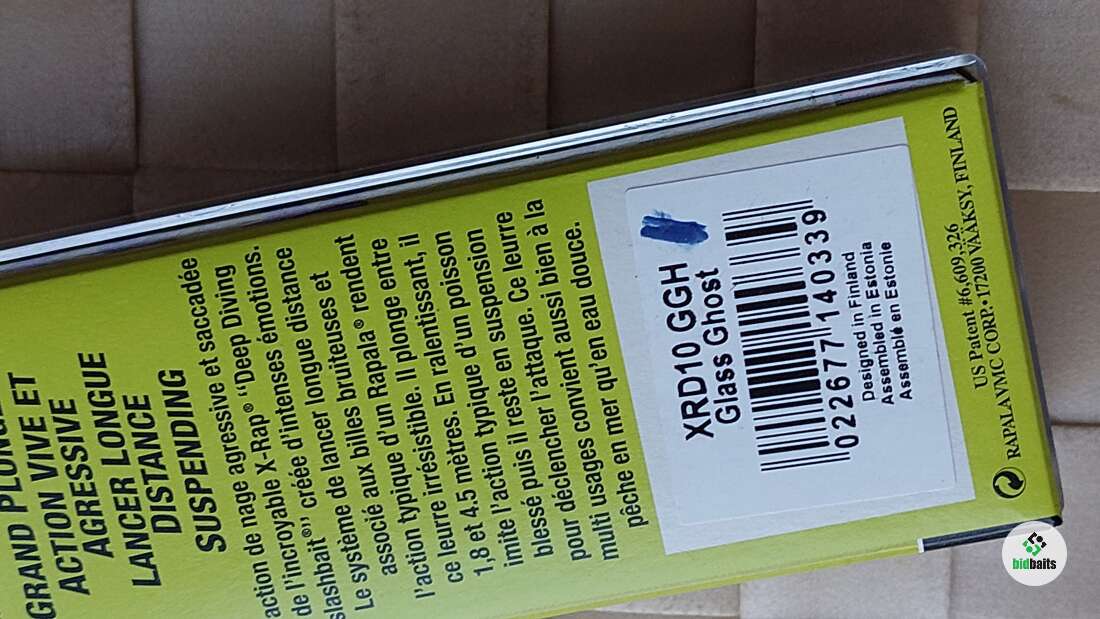 GRAND PLONGEUR
ACTION VIVE ET
AGRESSIVE
LANCER LONGUE
DISTANCE
SUSPENDING
action de nage agressive et saccadée
de l'incroyable X-Rap® "Deep Diving
slashbait®" créée d'intenses émotions.
Le système de lancer longue distance
associé aux billes bruiteuses et
l'action typique d'un Rapala® rendent
ce leurre irrésistible. Il plonge entre
1,8 et 4.5 mètres. En ralentissant, il
imite l'action typique d'un poisson
blessé puis il reste en suspension
pour déclencher l'attaque. Ce leurre
multi usages convient aussi bien à la
pêche en mer qu'en eau douce.
XRD10 GGH
Glass Ghost
0 22677 14033 9
Designed in Finland
Assembled in Estonia
Assemblé en Estonie
US Patent #6,609,326
RAPALA VMC CORP. • 17200 VÄÄKSY, FINLAND
bidbaits